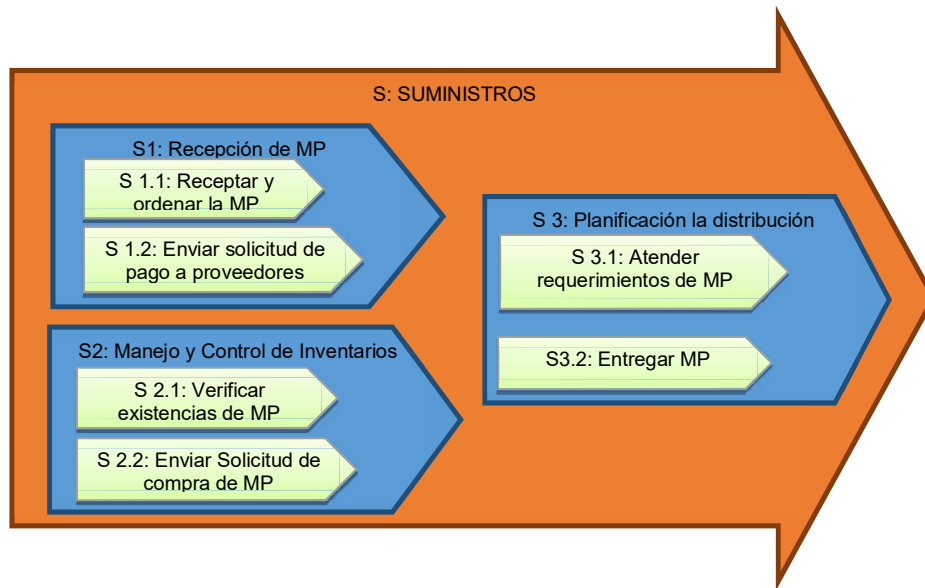 S: SUMINISTROS
S1: Recepción de MP
S 1.1: Receptar y
ordenar la MP
S 1.2: Enviar solicitud de
pago a proveedores
S2: Manejo y Control de Inventarios
S 2.1: Verificar
existencias de MP
S 2.2: Enviar Solicitud de
compra de MP
S 3: Planificación la distribución
S 3.1: Atender
requerimientos de MP
S3.2: Entregar MP